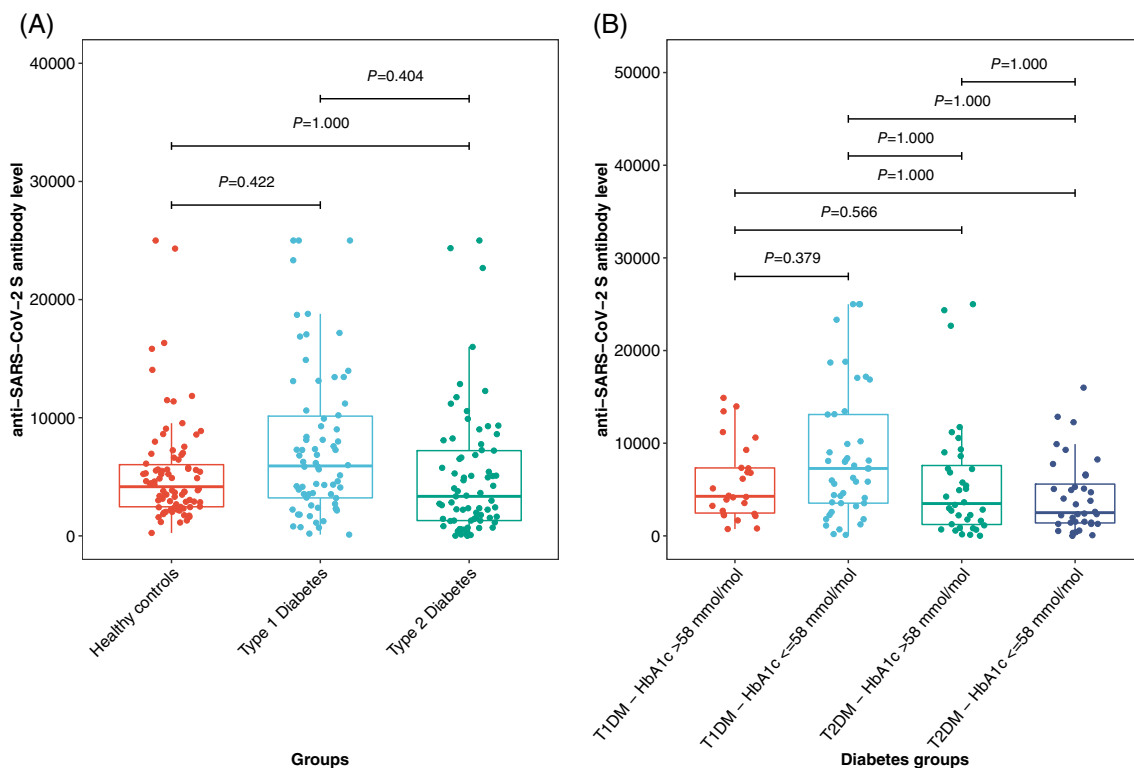 (A)
anti−SARS−CoV−2 S antibody level
40000
30000
20000
10000
0
P=0.404
P=1.000
P=0.422
Healthy controls
Type 1 Diabetes
Type 2 Diabetes
Groups
(B)
anti−SARS−CoV−2 S antibody level
50000
40000
30000
20000
10000
0
P=1.000
P=1.000
P=1.000
P=1.000
P=0.566
P=0.379
T1DM − HbA1c >58 mmol/mol
T1DM − HbA1c <=58 mmol/mol
T2DM − HbA1c >58 mmol/mol
T2DM − HbA1c <=58 mmol/mol
Diabetes groups